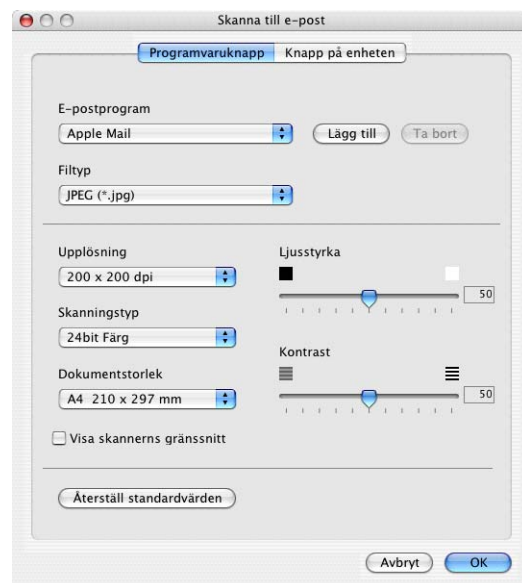 Skanna till e-post
Programvaruknapp Knapp på enheten
E-postprogram
Apple Mail Lägg till Ta bort
Filtyp
JPEG (*.jpg)
Upplösning Ljusstyrka
200 x 200 dpi 50
Skanningstyp
24bit Färg
Kontrast
Dokumentstorlek
A4 210 x 297 mm 50
Visa skannerns gränssnitt
Återställ standardvärden
Avbryt OK